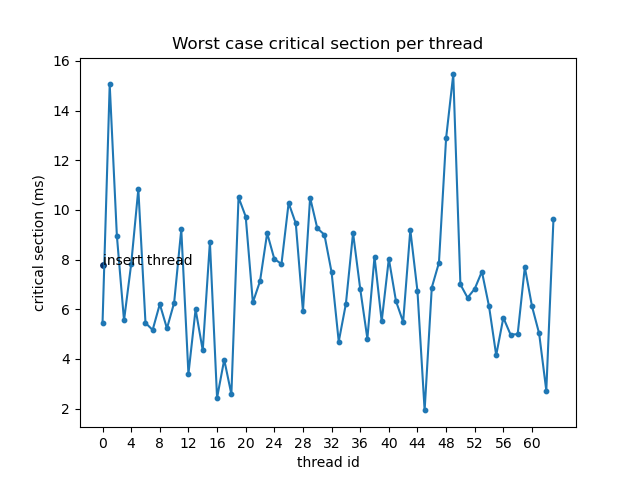 Worst case critical section per thread
critical section (ms)
16
14
12
10
8
6
4
2
insert thread
0 4 8 12 16 20 24 28 32 36 40 44 48 52 56 60
thread id